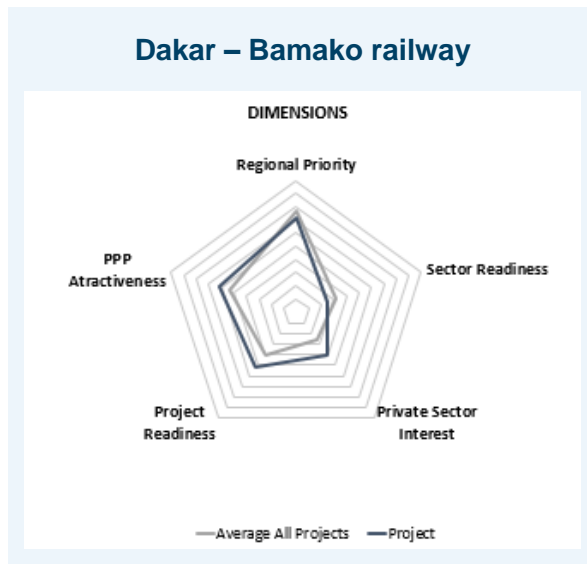 Dakar – Bamako railway
DIMENSIONS
Regional Priority
Sector Readiness
Private Sector
Interest
Project
Readiness
PPP
Atractiveness
Average All Projects
Project